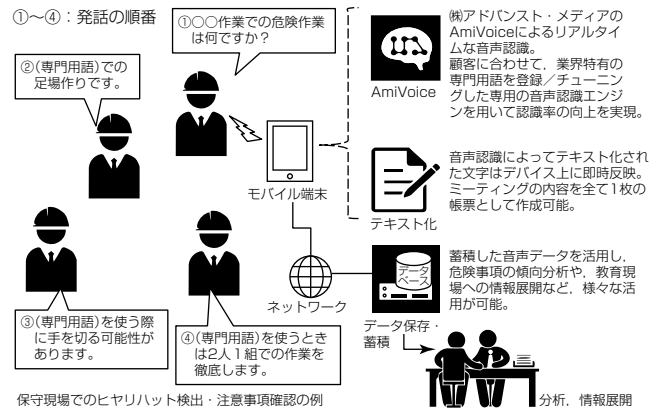 ①～④：発話の順番
①○○作業での危険作業
は何ですか？
②(専門用語)での
足場作りです。
㈱アドバンスト・メディアの
AmiVoiceによるリアルタイ
ムな音声認識。
顧客に合わせて，業界特有の
専門用語を登録／チューニン
グした専用の音声認識エンジ
ンを用いて認識率の向上を実現。
AmiVoice
モバイル端末
音声認識によってテキスト化され
た文字はデバイス上に即時反映。
ミーティングの内容を全て1枚の
帳票として作成可能。
テキスト化
ネットワーク
データ
ベース
蓄積した音声データを活用し，
危険事項の傾向分析や，教育現
場への情報展開など，様々な活
用が可能。
③(専門用語)を使う際
に手を切る可能性が
あります。
④(専門用語)を使うとき
は2人１組での作業を
徹底します。
データ保存・
蓄積
保守現場でのヒヤリハット検出・注意事項確認の例
分析，情報展開